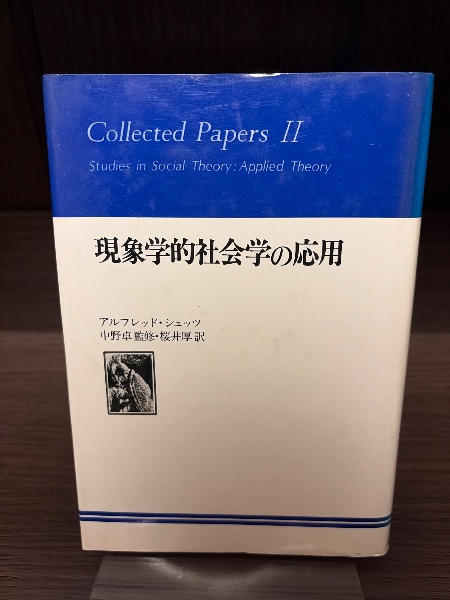 Collected Papers II
Studies in Social Theory: Applied Theory
現象学的社会学の応用
アルフレッド・シュッツ
中野卓監修・桜井厚訳